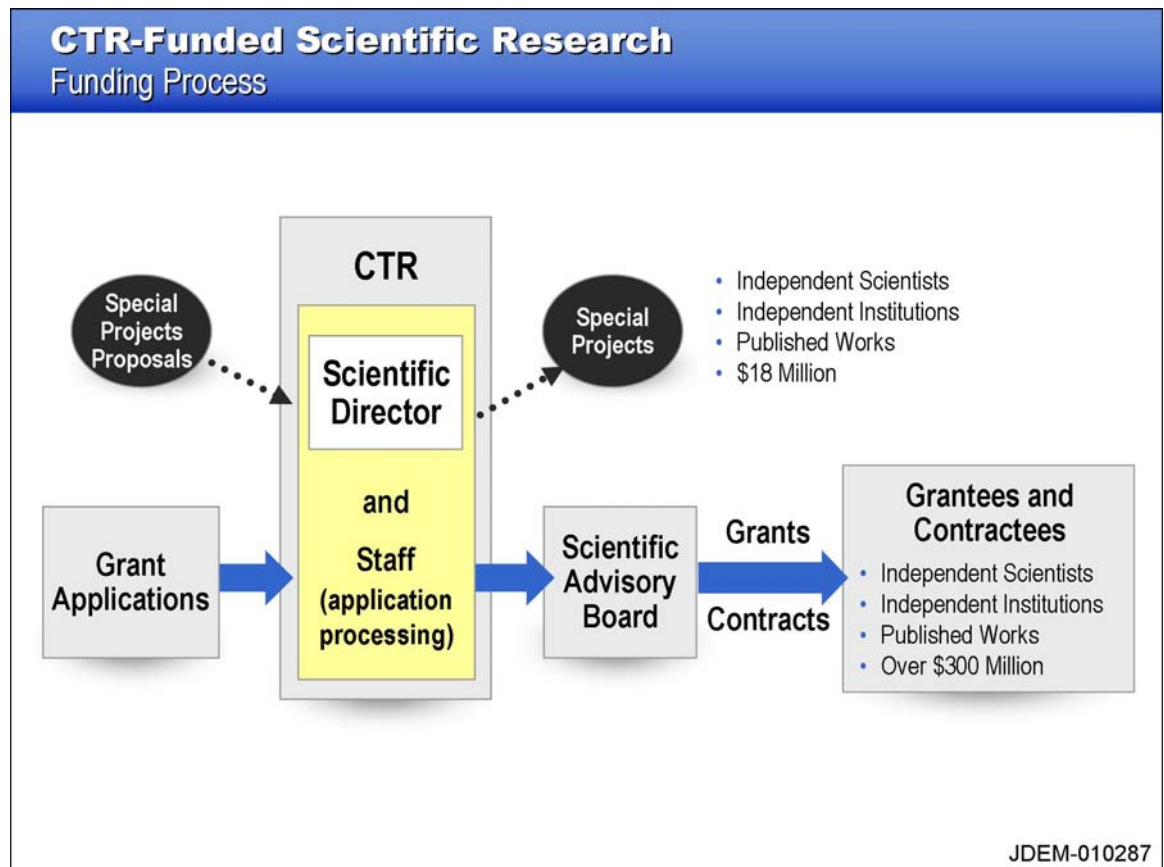 CTR-Funded Scientific Research
Funding Process
CTR
Special
Projects
Proposals
Scientific
Director
and
Staff
(application
processing)
Special
Projects
• Independent Scientists
• Independent Institutions
• Published Works
• $18 Million
Grant
Applications
Scientific
Advisory
Board
Grants
Contracts
Grantees and
Contractees
• Independent Scientists
• Independent Institutions
• Published Works
• Over $300 Million
JDEM-010287